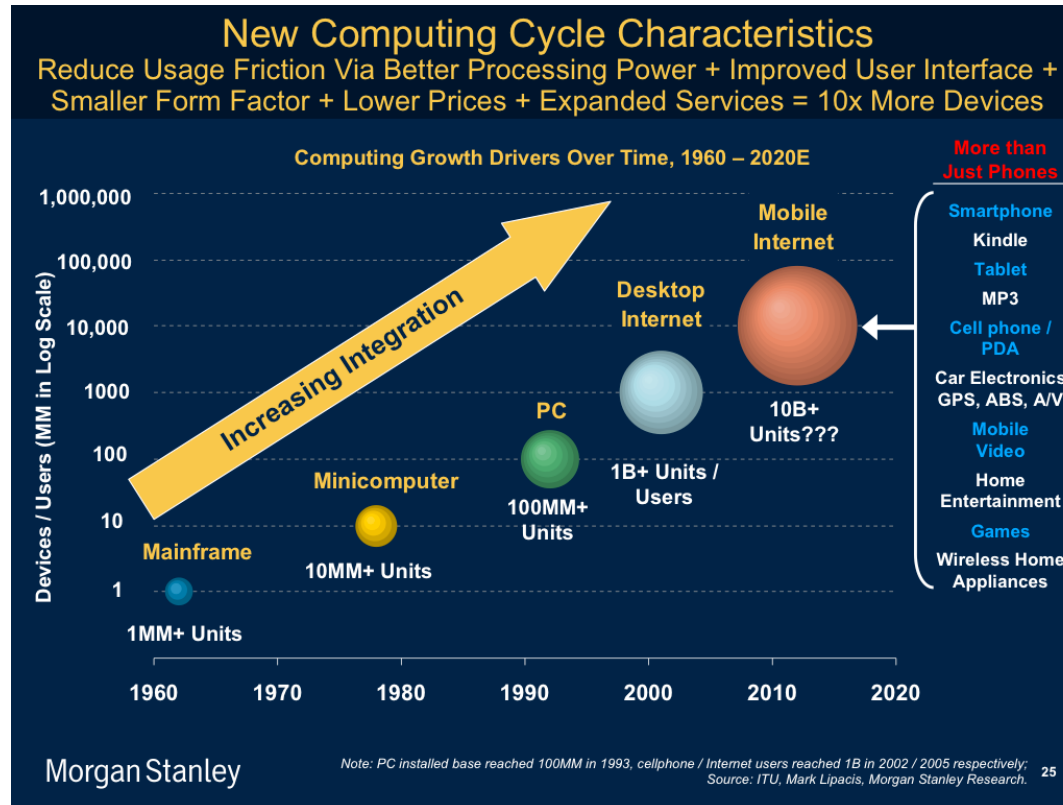 New Computing Cycle Characteristics
Reduce Usage Friction Via Better Processing Power + Improved User Interface +
Smaller Form Factor + Lower Prices + Expanded Services = 10x More Devices
Computing Growth Drivers Over Time, 1960 – 2020E
Devices / Users (MM in Log Scale)
1,000,000
100,000
10,000
1000
100
10
1
Increasing Integration
Mainframe
1MM+ Units
Minicomputer
10MM+ Units
PC
100MM+
Units
Desktop
Internet
1B+ Units /
Users
Mobile
Internet
10B+
Units???
1960
1970
1980
1990
2000
2010
2020
More than
Just Phones
Smartphone
Kindle
Tablet
MP3
Cell phone /
PDA
Car Electronics
GPS, ABS, A/V
Mobile
Video
Home
Entertainment
Games
Wireless Home
Appliances
Morgan Stanley
Note: PC installed base reached 100MM in 1993, cellphone / Internet users reached 1B in 2002 / 2005 respectively;
Source: ITU, Mark Lipacis, Morgan Stanley Research.
25